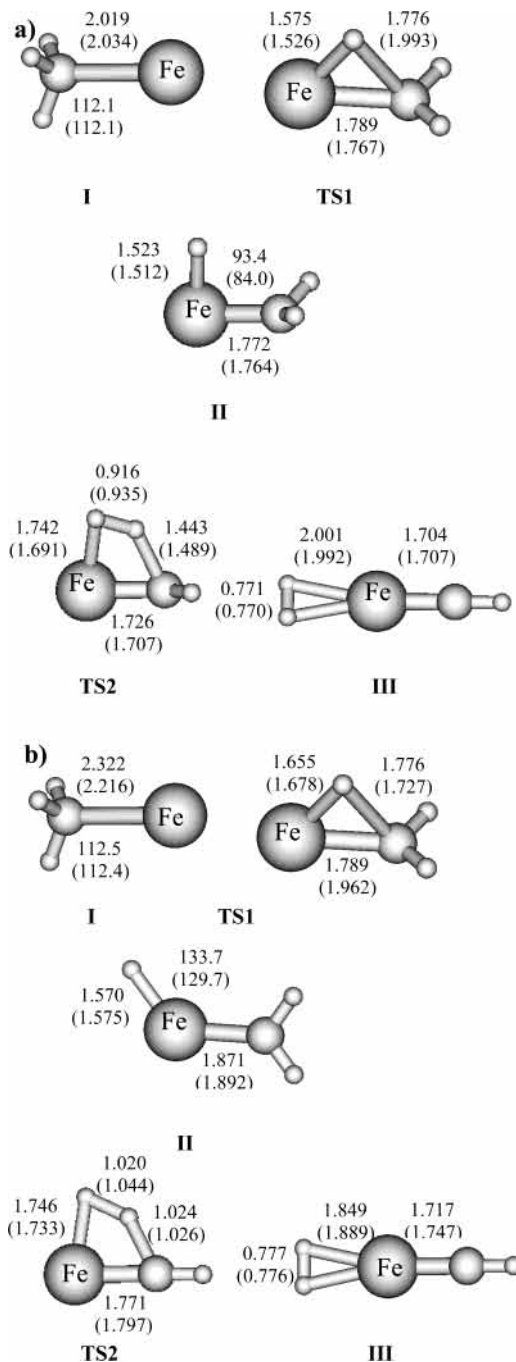 a)
2.019
(2.034)
Fe
112.1
(112.1)
I
1.575
(1.526)
1.776
(1.993)
Fe
1.789
(1.767)
TS1
1.523
(1.512)
93.4
(84.0)
Fe
1.772
(1.764)
II
0.916
(0.935)
1.742
(1.691)
1.443
(1.489)
Fe
1.726
(1.707)
TS2
2.001
(1.992)
1.704
(1.707)
0.771
(0.770)
Fe
III
b)
2.322
(2.216)
Fe
112.5
(112.4)
I
1.655
(1.678)
1.776
(1.727)
Fe
1.789
(1.962)
TS1
133.7
(129.7)
1.570
(1.575)
Fe
1.871
(1.892)
II
1.020
(1.044)
1.746
(1.733)
1.024
(1.026)
Fe
1.771
(1.797)
TS2
1.849
(1.889)
1.717
(1.747)
0.777
(0.776)
Fe
III